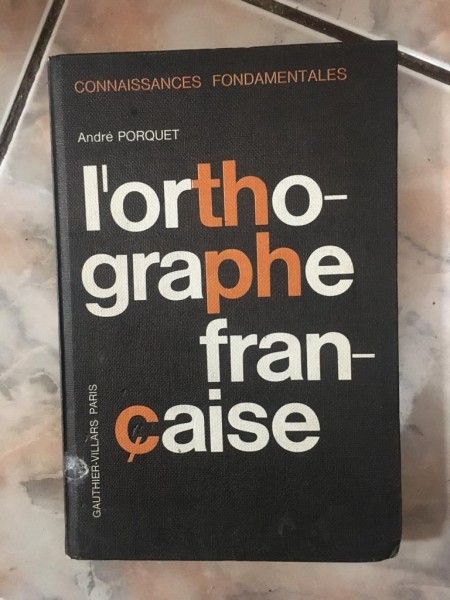 CONNAISSANCES FONDAMENTALES
André PORQUET
l'ortho-
graphe
fran-
çaise
GAUTHIER-VILLARS PARIS